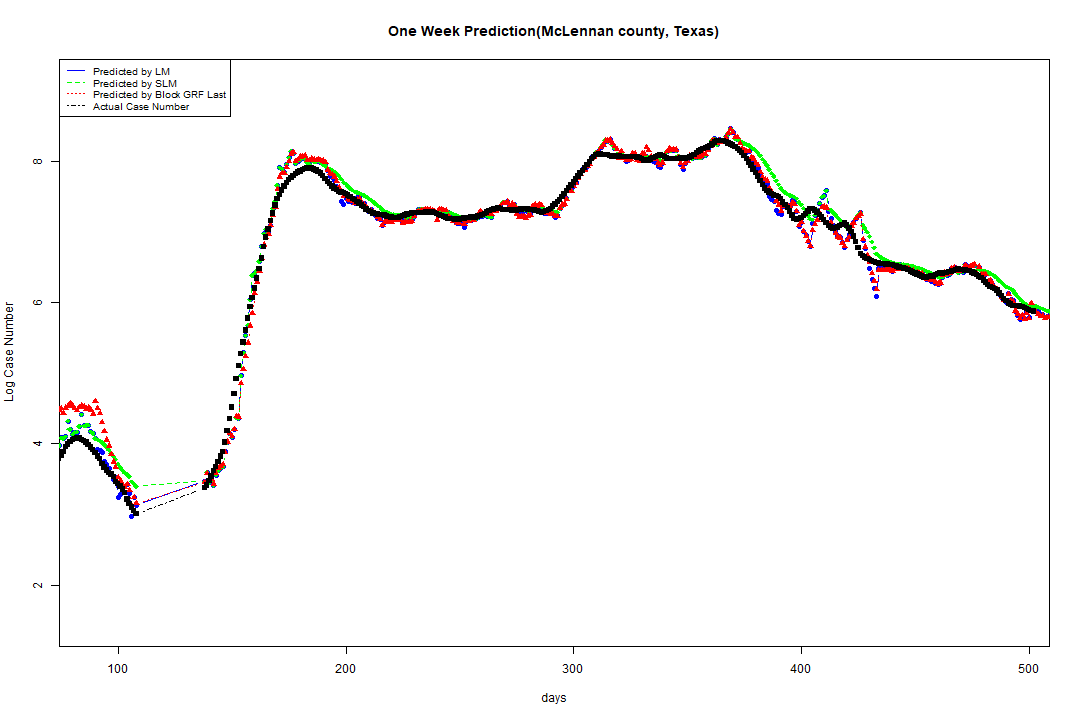 One Week Prediction(McLennan county, Texas)
Predicted by LM
Predicted by SLM
Predicted by Block GRF Last
Actual Case Number
8
6
4
2
Log Case Number
100 200 300 400 500
days